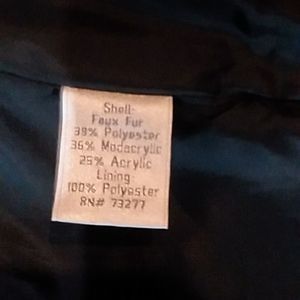 Shell:
Faux Fur
39% Polyester
36% Modacrylic
25% Acrylic
Lining:
100% Polyester
RN# 73277